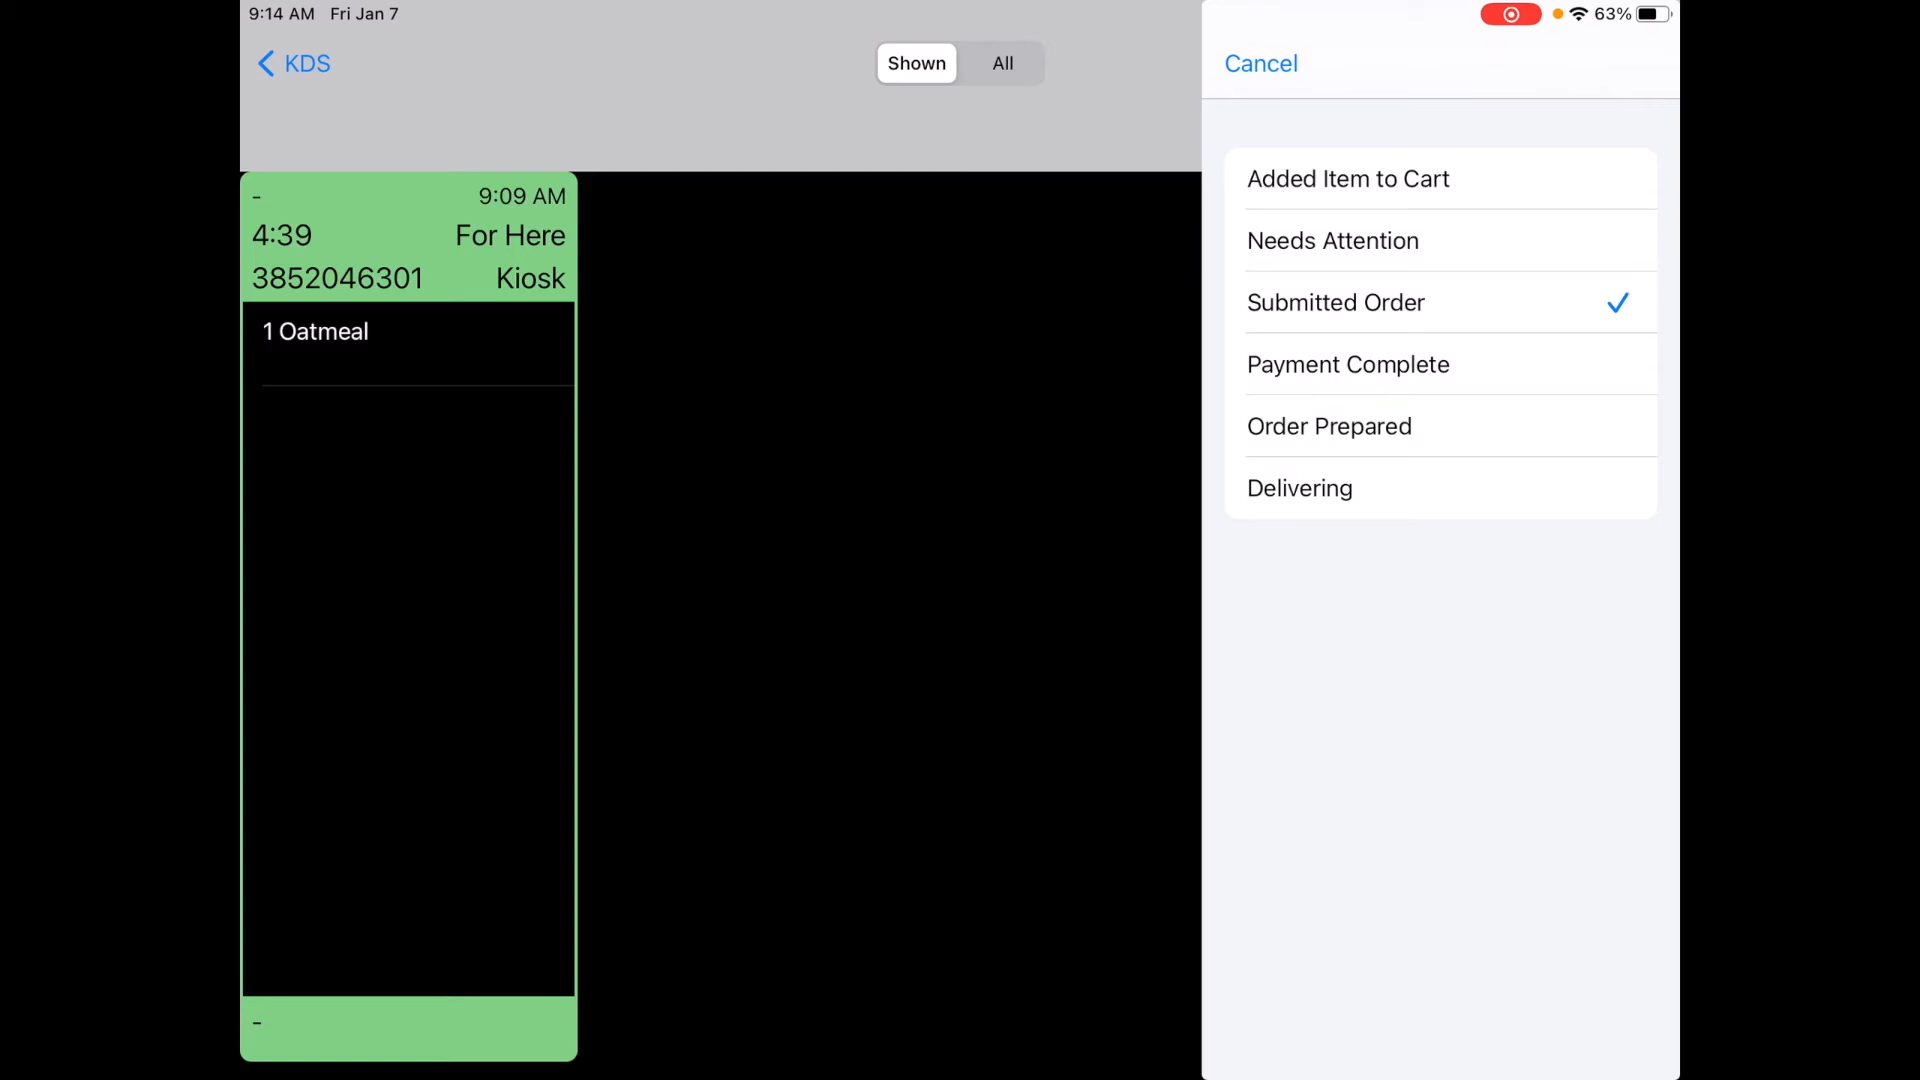 9:14 AM Fri Jan 7
63%
KDS
Shown All
Cancel
- 9:09 AM
4:39 For Here
3852046301 Kiosk
1 Oatmeal
-
Added Item to Cart
Needs Attention
Submitted Order
Payment Complete
Order Prepared
Delivering